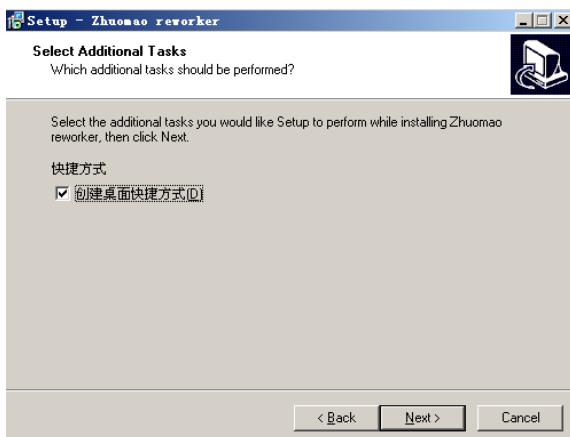 Setup - Zhuomao reworker
Select Additional Tasks
Which additional tasks should be performed?
Select the additional tasks you would like Setup to perform while installing Zhuomao
reworker, then click Next.
快捷方式
创建桌面快捷方式(D)
< Back
Next >
Cancel